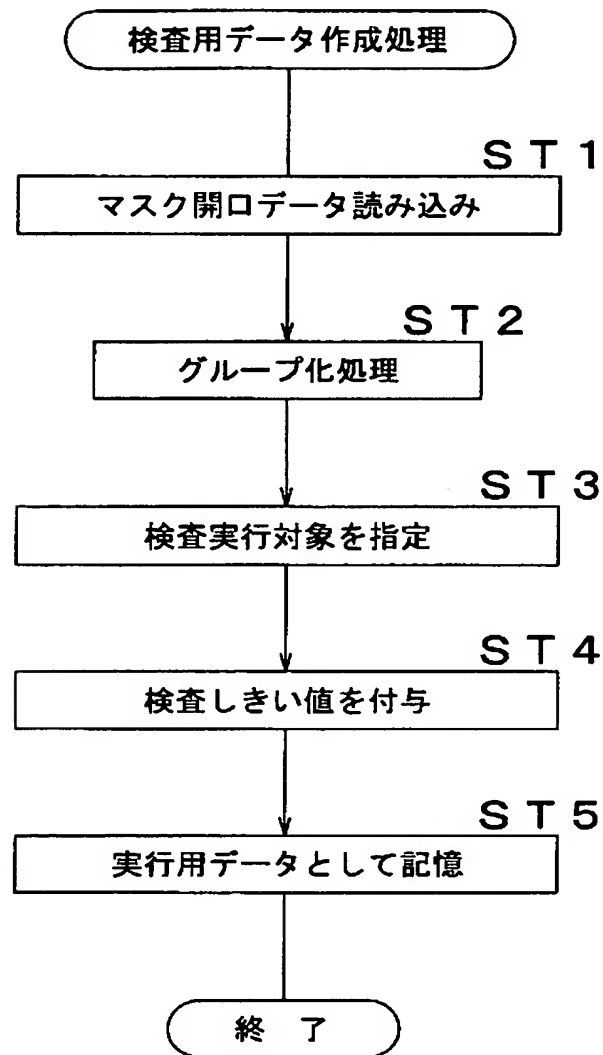 検査用データ作成処理
ST1
マスク開口データ読み込み
ST2
グループ化処理
ST3
検査実行対象を指定
ST4
検査しきい値を付与
ST5
実行用データとして記憶
終 了